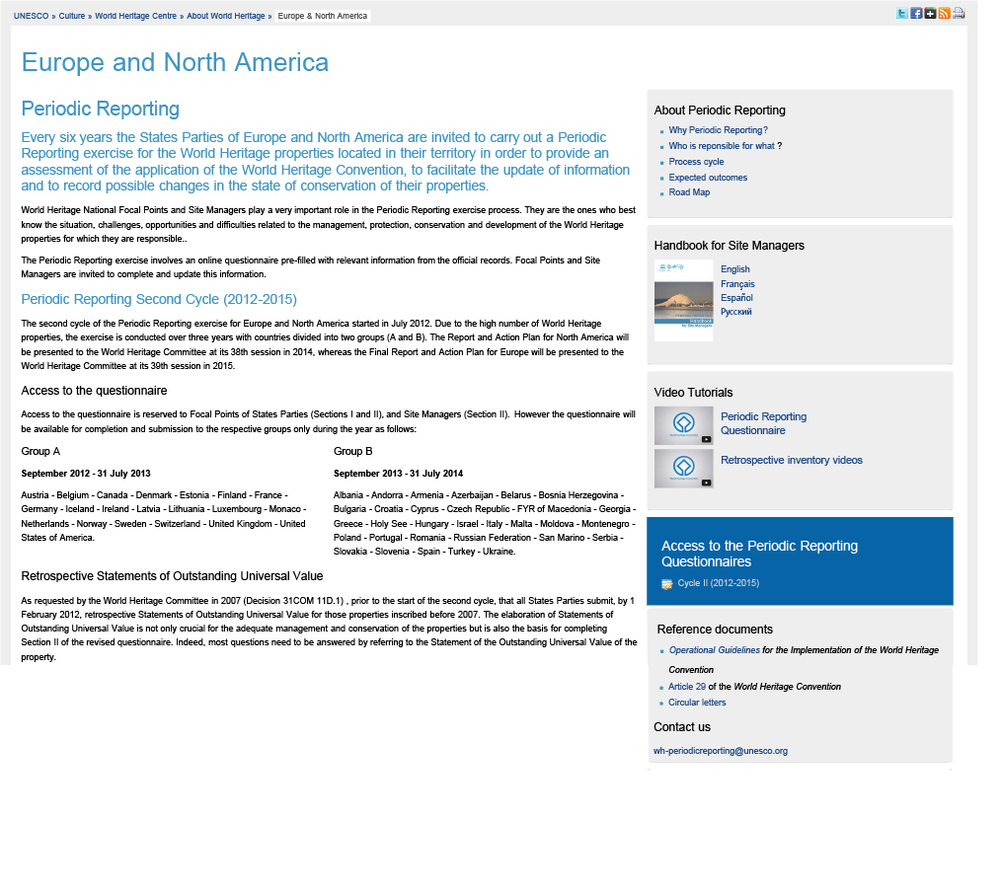 UNESCO » Culture » World Heritage Centre » About World Heritage » Europe & North America
Europe and North America
Periodic Reporting
Every six years the States Parties of Europe and North America are invited to carry out a Periodic
Reporting exercise for the World Heritage properties located in their territory in order to provide an
assessment of the application of the World Heritage Convention, to facilitate the update of information
and to record possible changes in the state of conservation of their properties.
World Heritage National Focal Points and Site Managers play a very important role in the Periodic Reporting exercise process. They are the ones who best
know the situation, challenges, opportunities and difficulties related to the management, protection, conservation and development of the World Heritage
properties for which they are responsible..
The Periodic Reporting exercise involves an online questionnaire pre-filled with relevant information from the official records. Focal Points and Site
Managers are invited to complete and update this information.
Periodic Reporting Second Cycle (2012-2015)
The second cycle of the Periodic Reporting exercise for Europe and North America started in July 2012. Due to the high number of World Heritage
properties, the exercise is conducted over three years with countries divided into two groups (A and B). The Report and Action Plan for North America will
be presented to the World Heritage Committee at its 38th session in 2014, whereas the Final Report and Action Plan for Europe will be presented to the
World Heritage Committee at its 39th session in 2015.
Access to the questionnaire
Access to the questionnaire is reserved to Focal Points of States Parties (Sections I and II), and Site Managers (Section II). However the questionnaire will
be available for completion and submission to the respective groups only during the year as follows:
Group A
September 2012 - 31 July 2013
Austria - Belgium - Canada - Denmark - Estonia - Finland - France -
Germany - Iceland - Ireland - Latvia - Lithuania - Luxembourg - Monaco -
Netherlands - Norway - Sweden - Switzerland - United Kingdom - United
States of America.
Group B
September 2013 - 31 July 2014
Albania - Andorra - Armenia - Azerbaijan - Belarus - Bosnia Herzegovina -
Bulgaria - Croatia - Cyprus - Czech Republic - FYR of Macedonia - Georgia -
Greece - Holy See - Hungary - Israel - Italy - Malta - Moldova - Montenegro -
Poland - Portugal - Romania - Russian Federation - San Marino - Serbia -
Slovakia - Slovenia - Spain - Turkey - Ukraine.
Retrospective Statements of Outstanding Universal Value
As requested by the World Heritage Committee in 2007 (Decision 31COM 11D.1) , prior to the start of the second cycle, that all States Parties submit, by 1
February 2012, retrospective Statements of Outstanding Universal Value for those properties inscribed before 2007. The elaboration of Statements of
Outstanding Universal Value is not only crucial for the adequate management and conservation of the properties but is also the basis for completing
Section II of the revised questionnaire. Indeed, most questions need to be answered by referring to the Statement of the Outstanding Universal Value of the
property.
About Periodic Reporting
Why Periodic Reporting?
Who is reponsible for what ?
Process cycle
Expected outcomes
Road Map
Handbook for Site Managers
Handbook
for Site Managers
English
Français
Español
Русский
Video Tutorials
Periodic Reporting
Questionnaire
Retrospective inventory videos
Access to the Periodic Reporting
Questionnaires
Cycle II (2012-2015)
Reference documents
Operational Guidelines for the Implementation of the World Heritage
Convention
Article 29 of the World Heritage Convention
Circular letters
Contact us
wh-periodicreporting@unesco.org